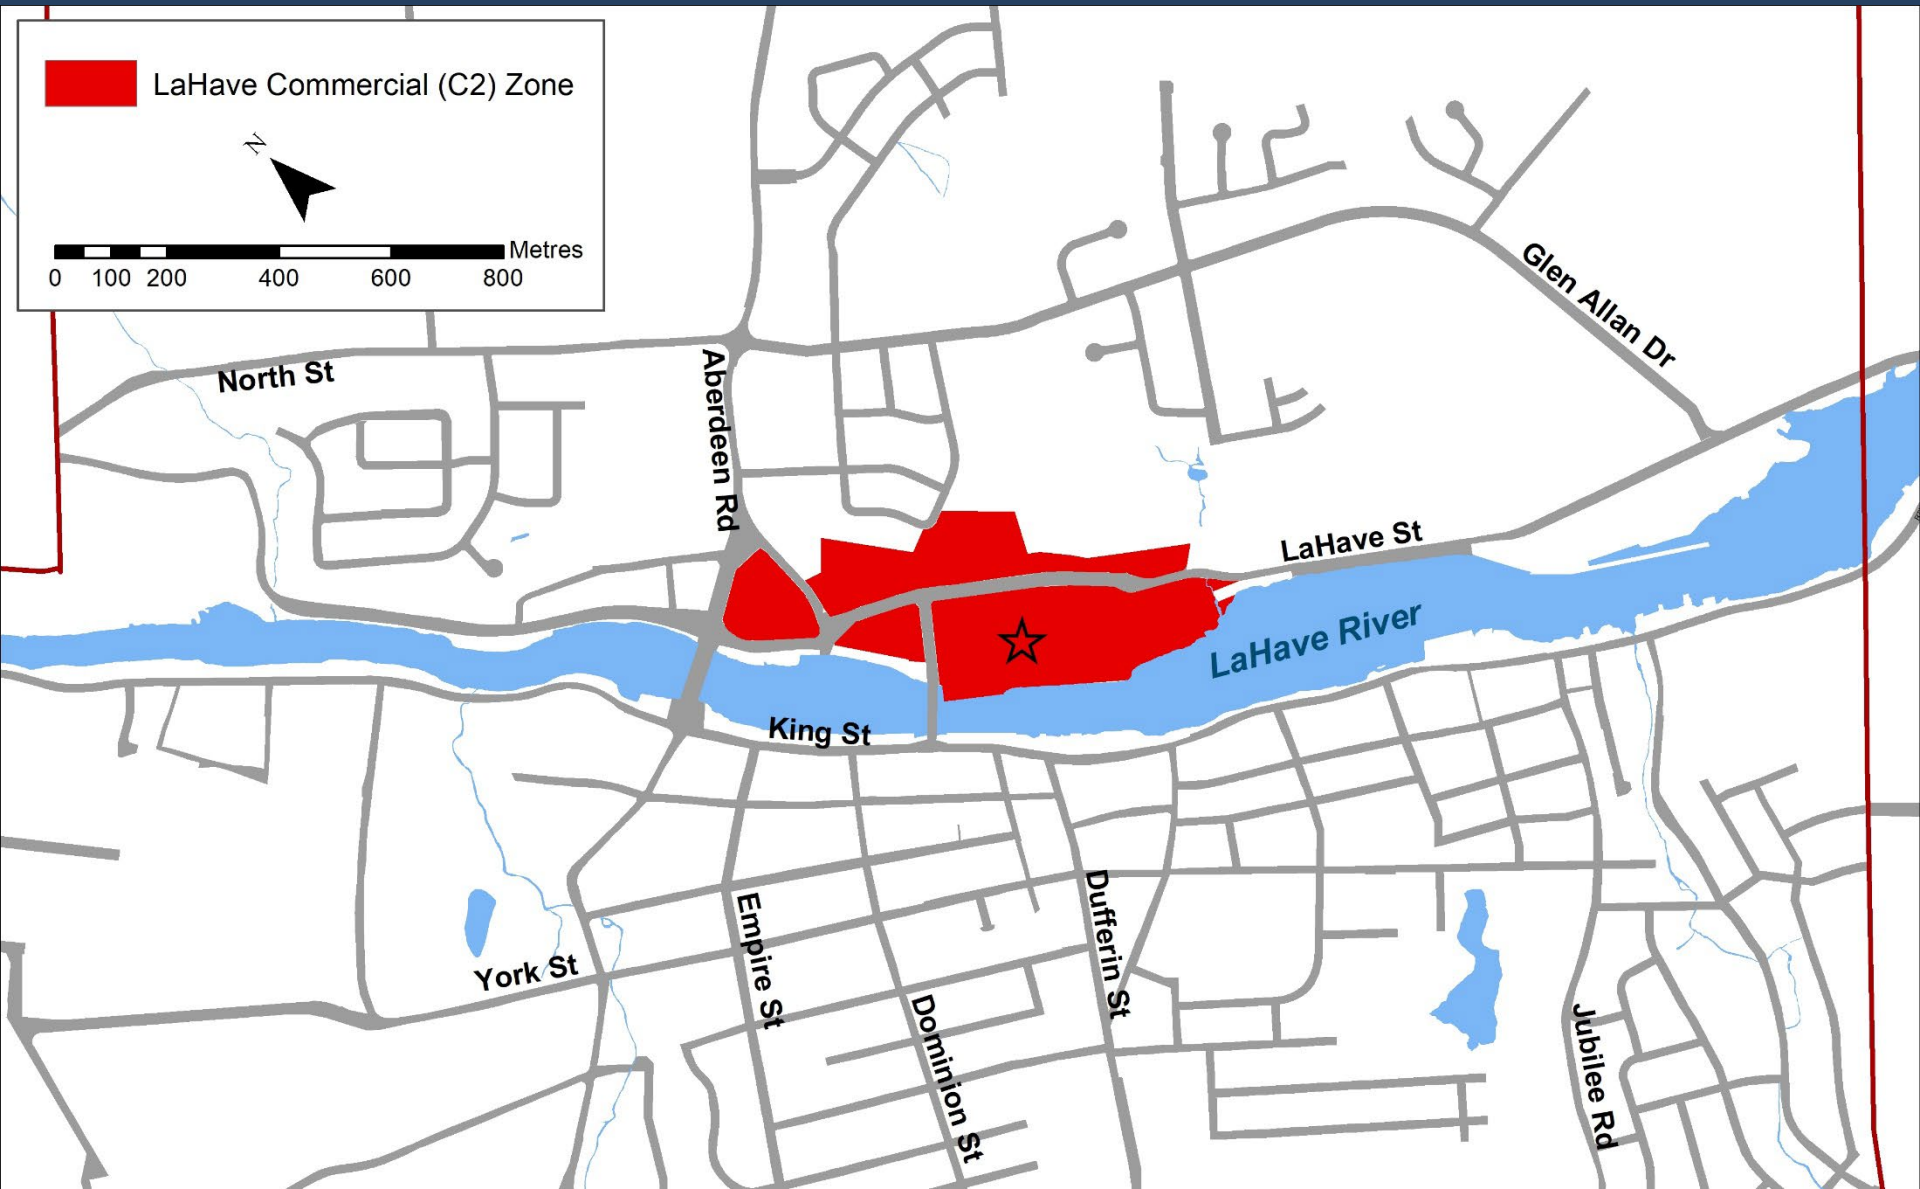 LaHave Commercial (C2) Zone
N
Metres
0 100 200 400 600 800
Glen Allan Dr
North St
Aberdeen Rd
LaHave St
LaHave River
King St
York St
Empire St
Dufferin St
Dominion St
Jubilee Rd